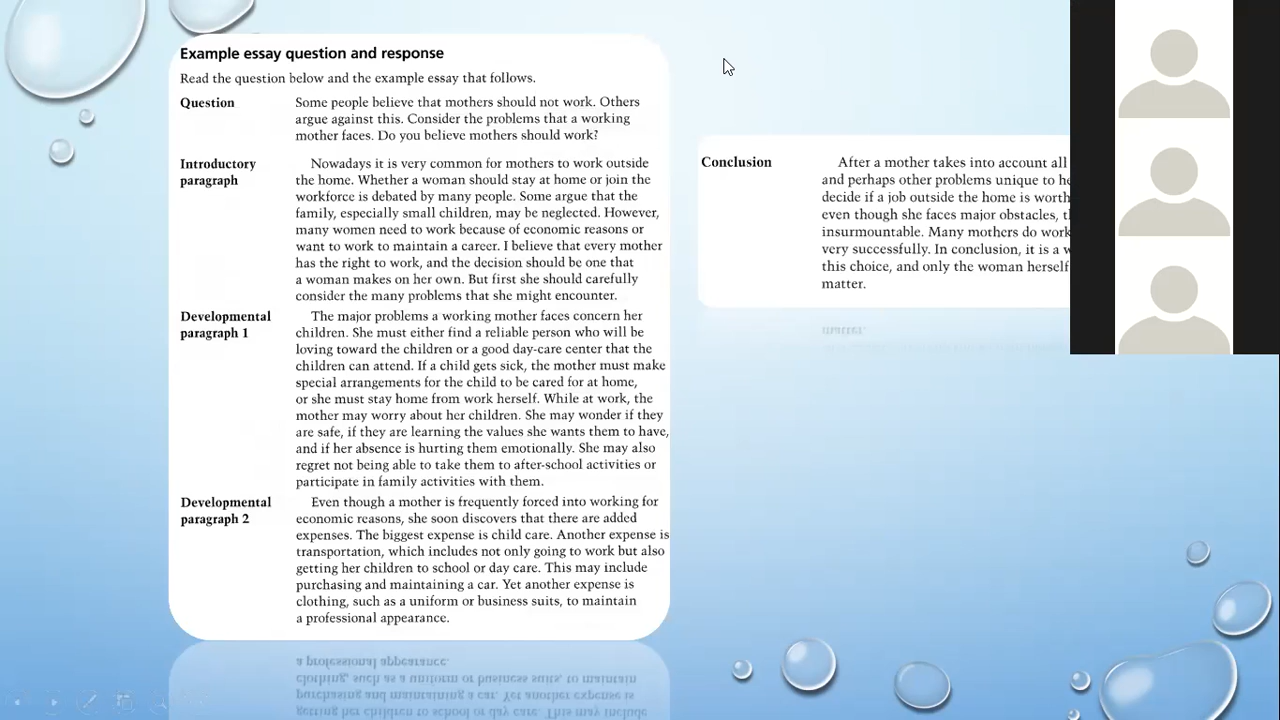 Example essay question and response
Read the question below and the example essay that follows.
Question
Some people believe that mothers should not work. Others
argue against this. Consider the problems that a working
mother faces. Do you believe mothers should work?
Introductory
paragraph
Nowadays it is very common for mothers to work outside
the home. Whether a woman should stay at home or join the
workforce is debated by many people. Some argue that the
family, especially small children, may be neglected. However,
many women need to work because of economic reasons or
want to work to maintain a career. I believe that every mother
has the right to work, and the decision should be one that
a woman makes on her own. But first she should carefully
consider the many problems that she might encounter.
Developmental
paragraph 1
The major problems a working mother faces concern her
children. She must either find a reliable person who will be
loving toward the children or a good day-care center that the
children can attend. If a child gets sick, the mother must make
special arrangements for the child to be cared for at home,
or she must stay home from work herself. While at work, the
mother may worry about her children. She may wonder if they
are safe, if they are learning the values she wants them to have,
and if her absence is hurting them emotionally. She may also
regret not being able to take them to after-school activities or
participate in family activities with them.
Developmental
paragraph 2
Even though a mother is frequently forced into working for
economic reasons, she soon discovers that there are added
expenses. The biggest expense is child care. Another expense is
transportation, which includes not only going to work but also
getting her children to school or day care. This may include
purchasing and maintaining a car. Yet another expense is
clothing, such as a uniform or business suits, to maintain
a professional appearance.
Conclusion
After a mother takes into account all
and perhaps other problems unique to
decide if a job outside the home is
even though she faces major obstacles,
insurmountable. Many mothers do work
very successfully. In conclusion, it is a
this choice, and only the woman herself
matter.